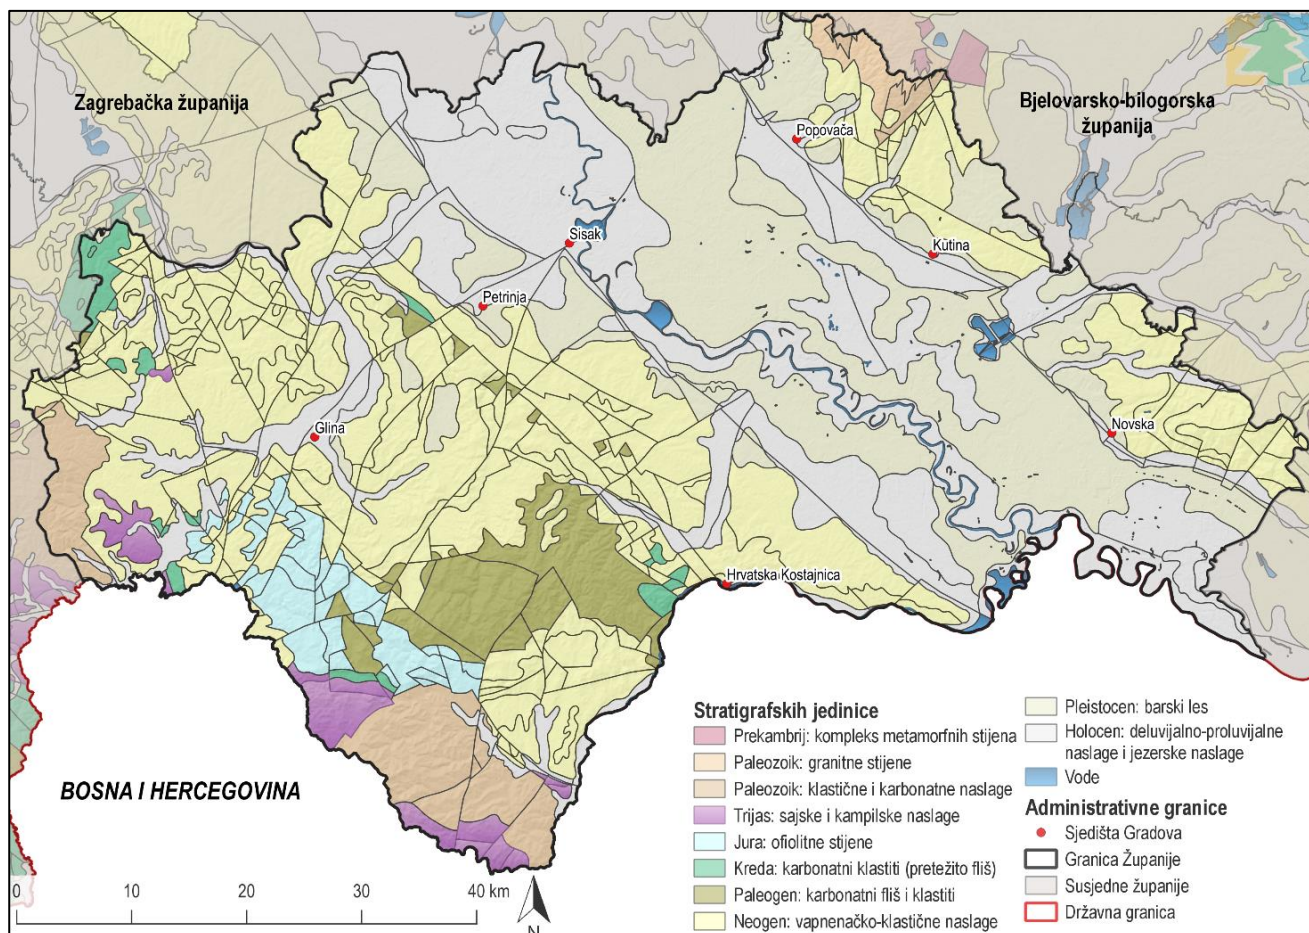 Zagrebačka županija
Bjelovarsko-bilogorska
županija
Popovača
Sisak
Kutina
Petrinja
Glina
Novska
Hrvatska Kostajnica
BOSNA I HERCEGOVINA
Stratigrafskih jedinice
Prekambrij: kompleks metamorfnih stijena
Paleozoik: granitne stijene
Paleozoik: klastične i karbonatne naslage
Trijas: sajske i kampilske naslage
Jura: ofiolitne stijene
Kreda: karbonatni klastiti (pretežito fliš)
Paleogen: karbonatni fliš i klastiti
Neogen: vapnenačko-klastične naslage
Pleistocen: barski les
Holocen: deluvijalno-proluvijalne
naslage i jezerske naslage
Vode
Administrativne granice
Sjedišta Gradova
Granica Županije
Susjedne županije
Državna granica
0 10 20 30 40 km
N